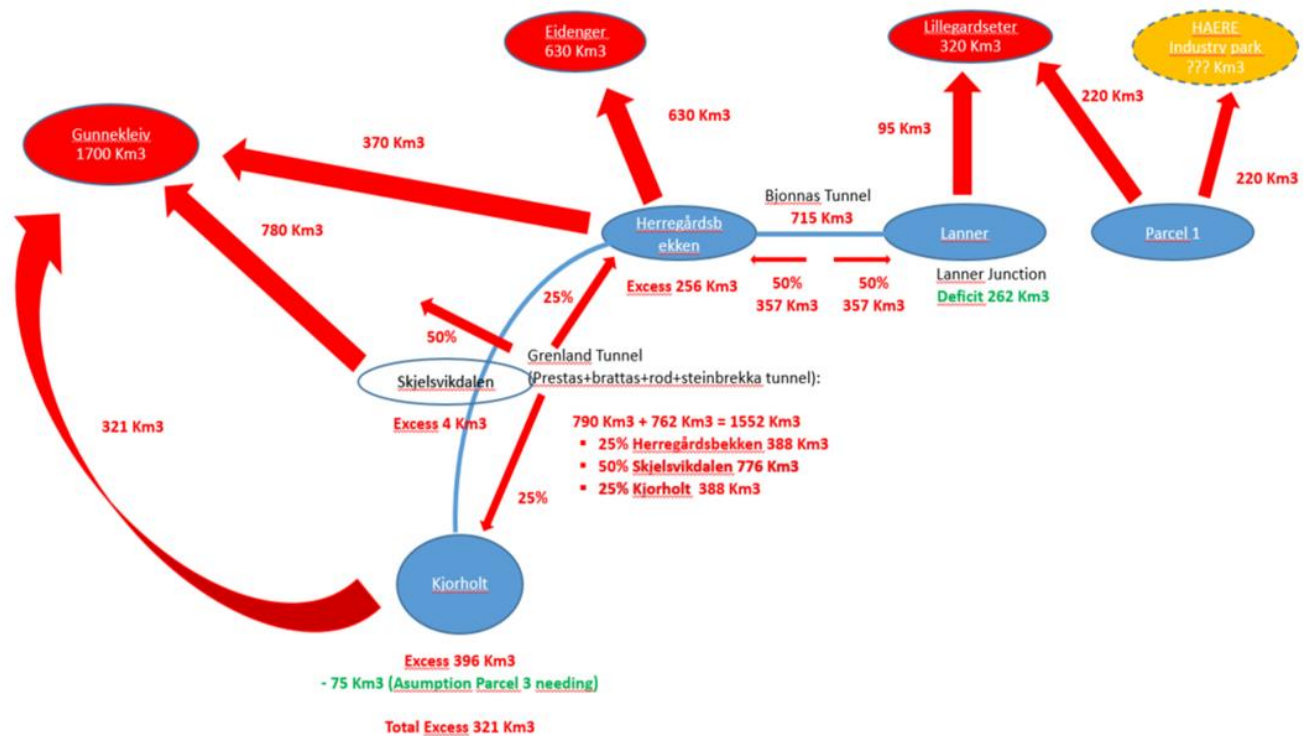 Eidenger
630 Km3
Lillegardseter
320 Km3
HAERE
Industry park
??? Km3
Gunnekleiv
1700 Km3
370 Km3
630 Km3
95 Km3
220 Km3
220 Km3
780 Km3
Herregårdsb
ekken
Bjonnas Tunnel
715 Km3
Lanner
Parcel 1
Excess 256 Km3
50%
357 Km3
50%
357 Km3
Lanner Junction
Deficit 262 Km3
25%
50%
Grenland Tunnel
(Prestas+brattas+rod+steinbrekka tunnel):
Skjelsvikdalen
Excess 4 Km3
790 Km3 + 762 Km3 = 1552 Km3
▪ 25% Herregårdsbekken 388 Km3
▪ 50% Skjelsvikdalen 776 Km3
▪ 25% Kjorholt 388 Km3
321 Km3
25%
Kjorholt
Excess 396 Km3
- 75 Km3 (Asumption Parcel 3 needing)
Total Excess 321 Km3